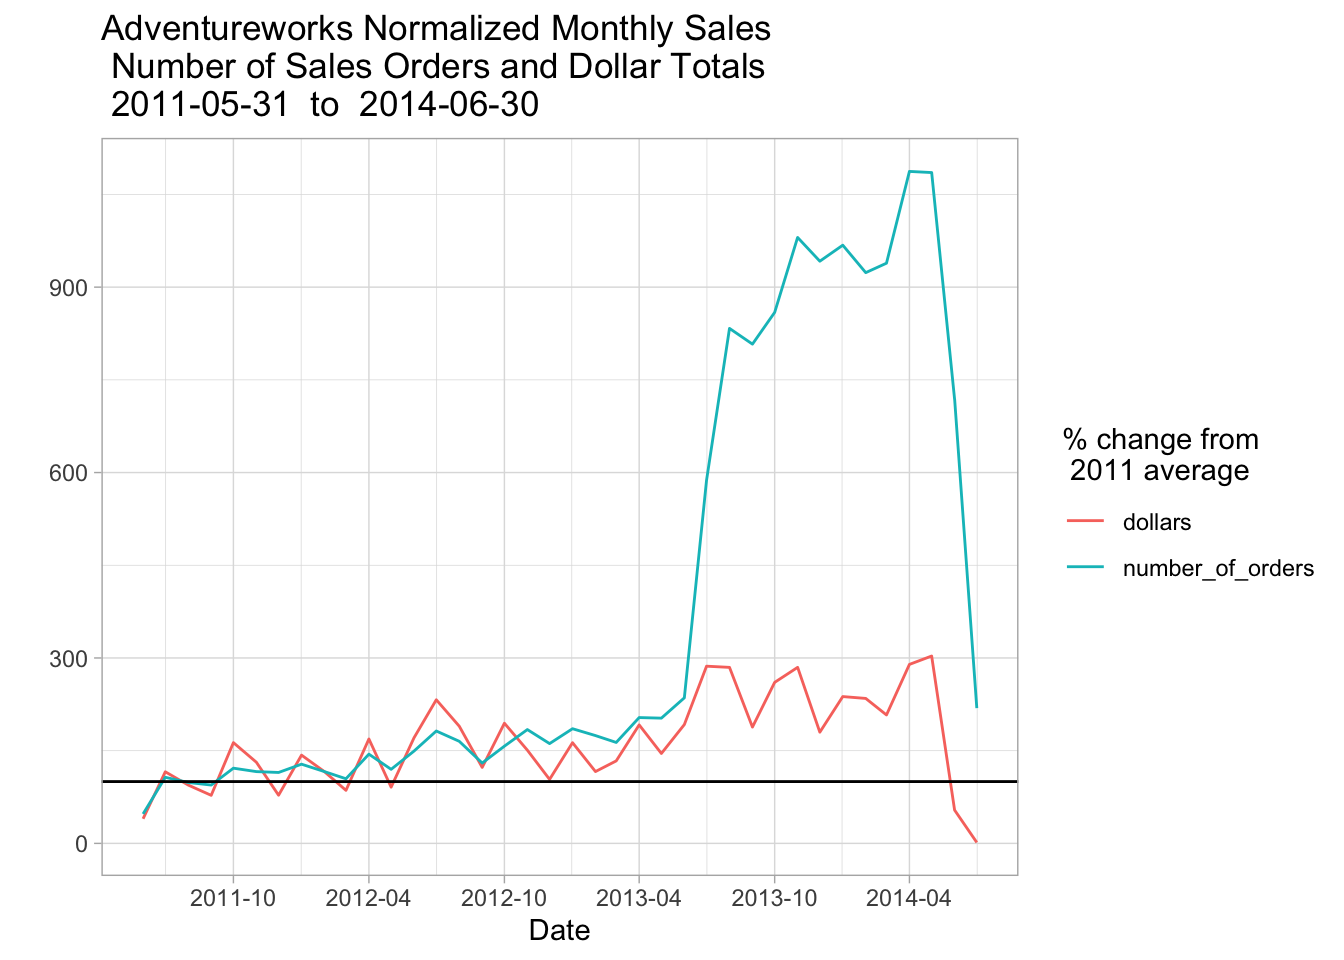 Adventureworks Normalized Monthly Sales
Number of Sales Orders and Dollar Totals
2011-05-31 to 2014-06-30
900
600
300
0
2011-10 2012-04 2012-10 2013-04 2013-10 2014-04
Date
% change from
2011 average
dollars
number_of_orders